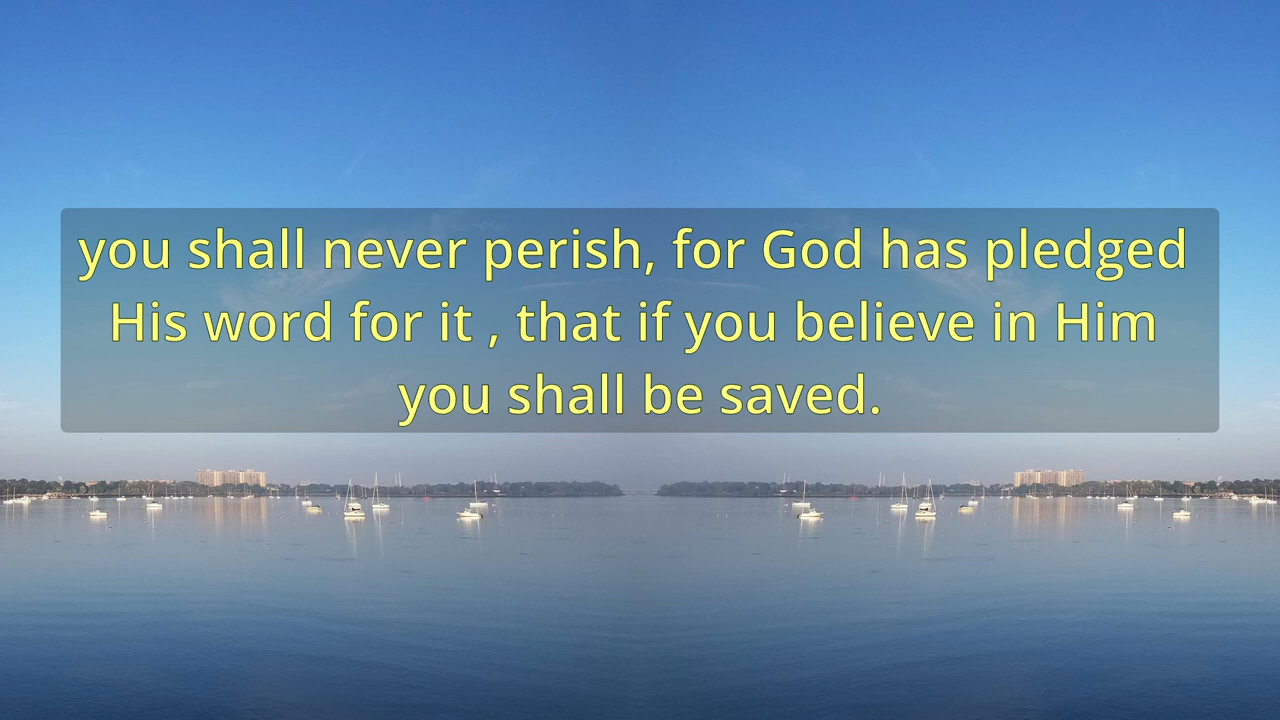 you shall never perish, for God has pledged
His word for it , that if you believe in Him
you shall be saved.